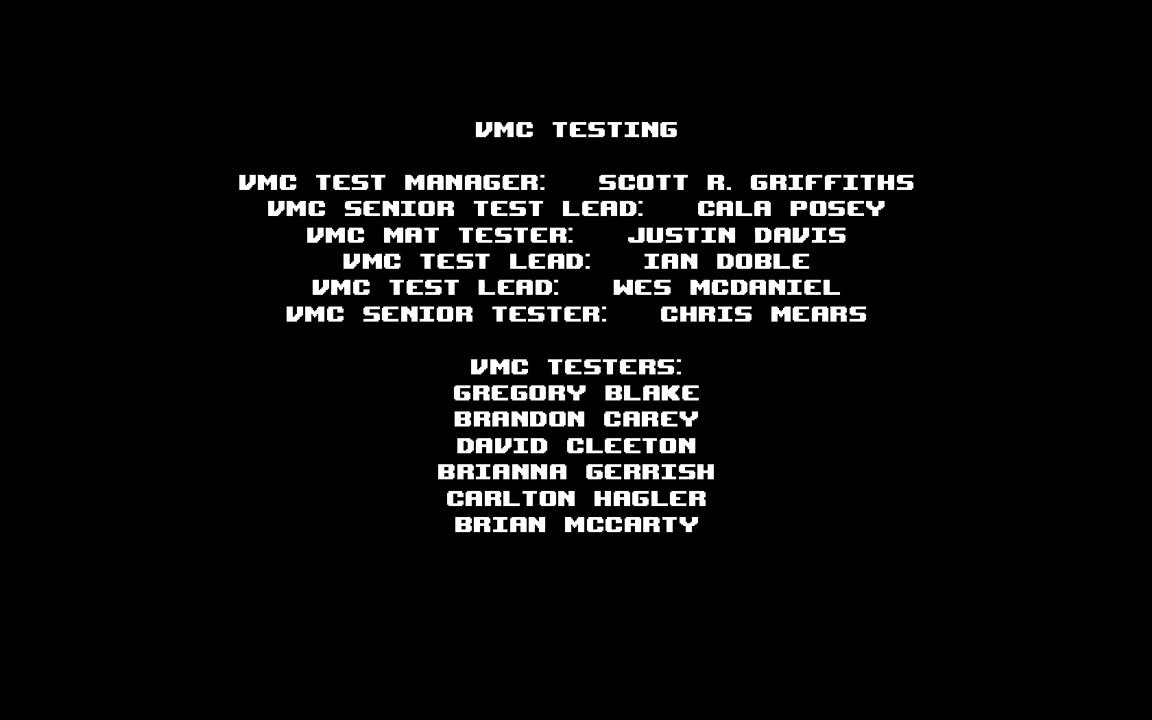 VMC TESTING
VMC TEST MANAGER: SCOTT R. GRIFFITHS
VMC SENIOR TEST LEAD: CALA POSEY
VMC MAT TESTER: JUSTIN DAVIS
VMC TEST LEAD: IAN DOBLE
VMC TEST LEAD: WES MCDANIEL
VMC SENIOR TESTER: CHRIS MEARS
VMC TESTERS:
GREGORY BLAKE
BRANDON CAREY
DAVID CLEETON
BRIANNA GERRISH
CARLTON HAGLER
BRIAN MCCARTY